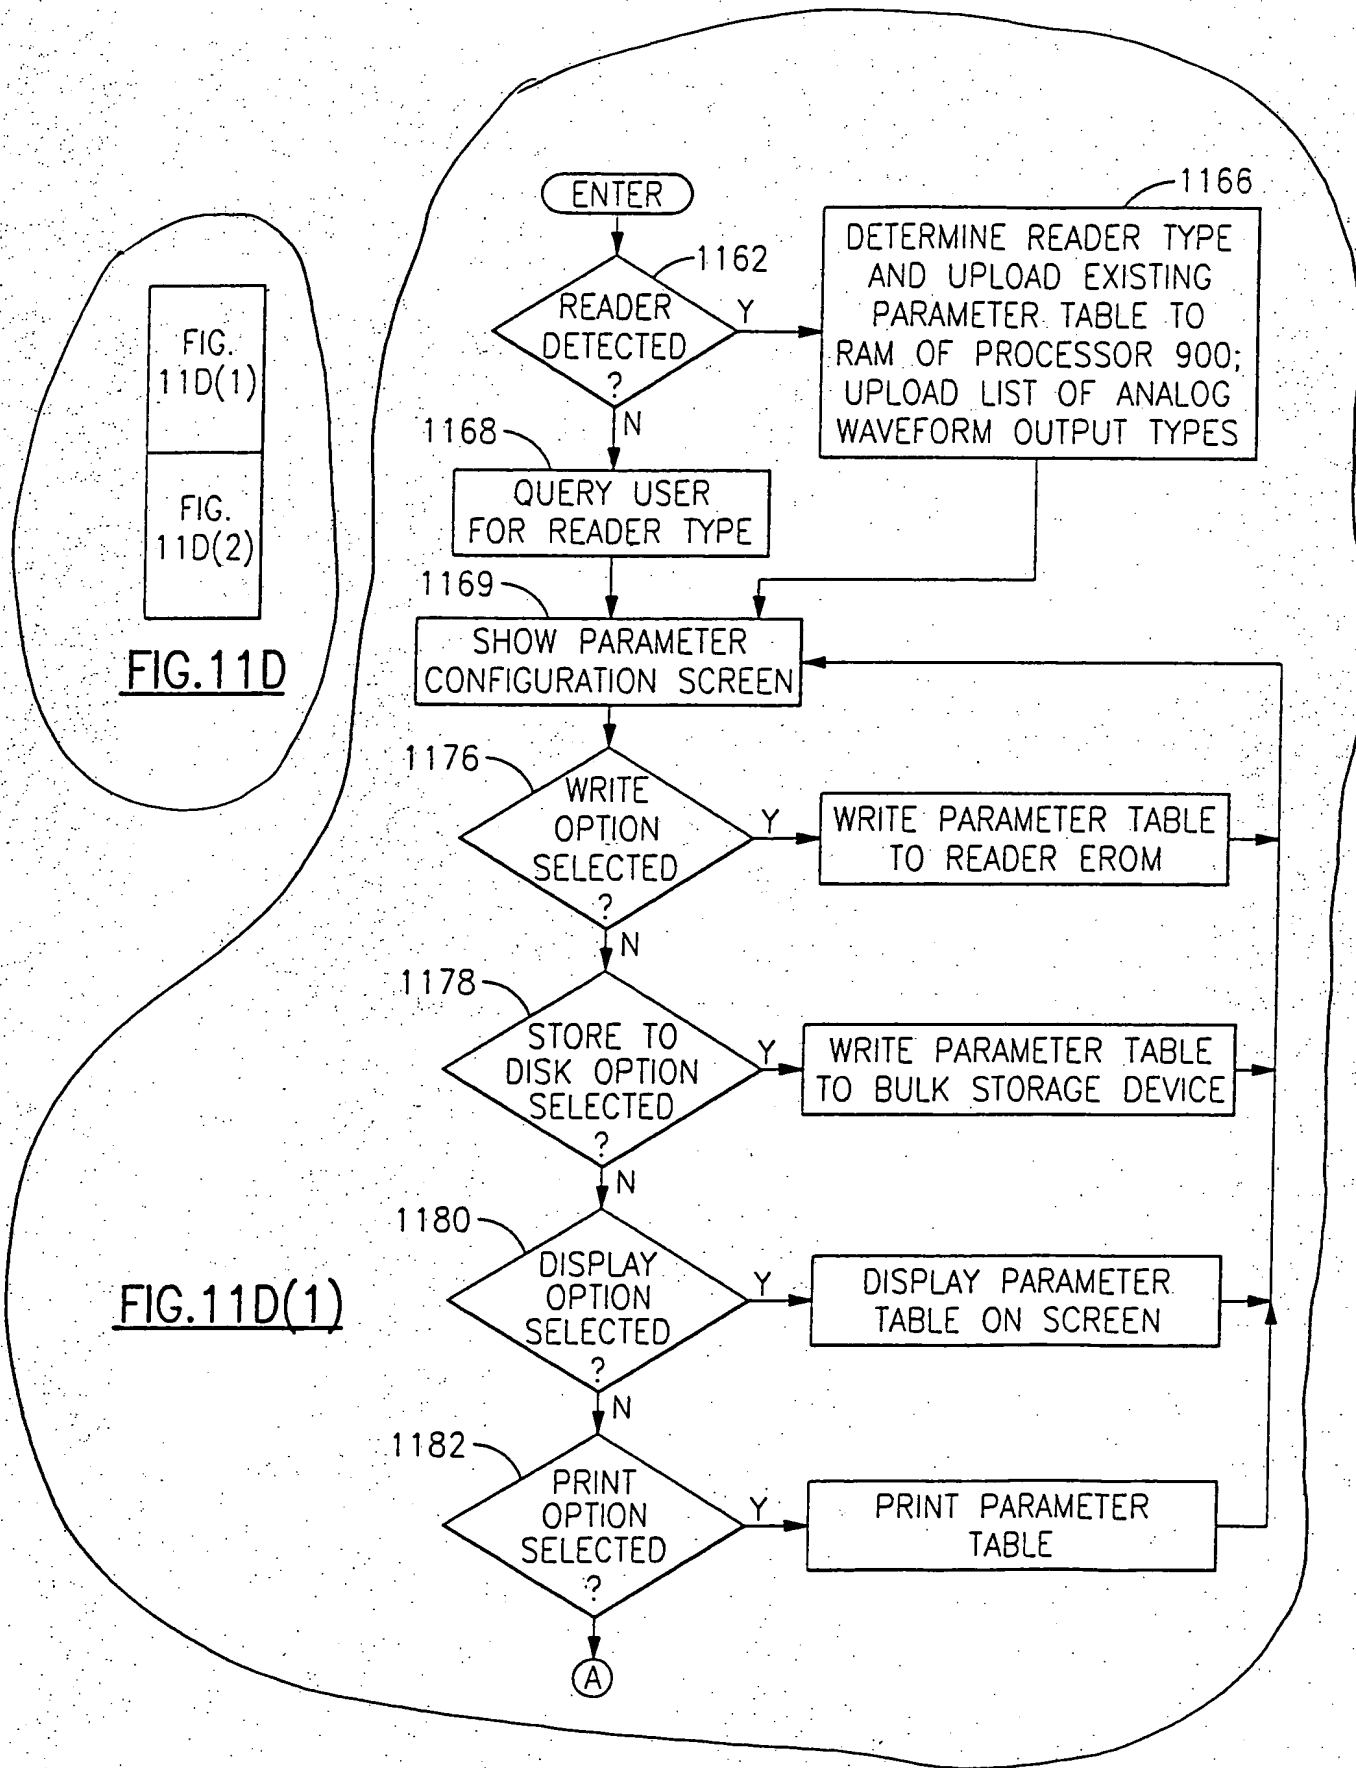 1166
ENTER
DETERMINE READER TYPE
AND UPLOAD EXISTING
PARAMETER TABLE TO
RAM OF PROCESSOR 900;
UPLOAD LIST OF ANALOG
WAVEFORM OUTPUT TYPES
1162
READER
DETECTED
?
Y
N
FIG.
11D(1)
FIG.
11D(2)
FIG.11D
1168
QUERY USER
FOR READER TYPE
1169
SHOW PARAMETER
CONFIGURATION SCREEN
1176
WRITE
OPTION
SELECTED
?
Y
WRITE PARAMETER TABLE
TO READER EROM
N
1178
STORE TO
DISK OPTION
SELECTED
?
Y
WRITE PARAMETER TABLE
TO BULK STORAGE DEVICE
N
1180
DISPLAY
OPTION
SELECTED
?
Y
DISPLAY PARAMETER
TABLE ON SCREEN
FIG.11D(1)
N
1182
PRINT
OPTION
SELECTED
?
Y
PRINT PARAMETER
TABLE
A